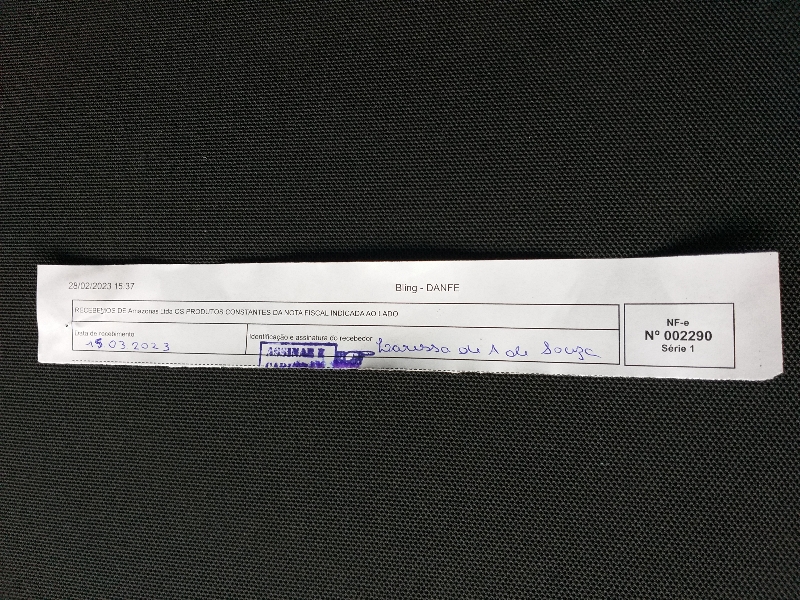 28/02/2023 15:37 Bling - DANFE
RECEBEMOS DE Amazonas Ltda OS PRODUTOS CONSTANTES DA NOTA FISCAL INDICADA AO LADO
NF-e
Nº 002290
Série 1
Data de recebimento
15 03 2023
Identificação e assinatura do recebedor
Larissa de A de Souza
ASSINAR E
CARIMBAR